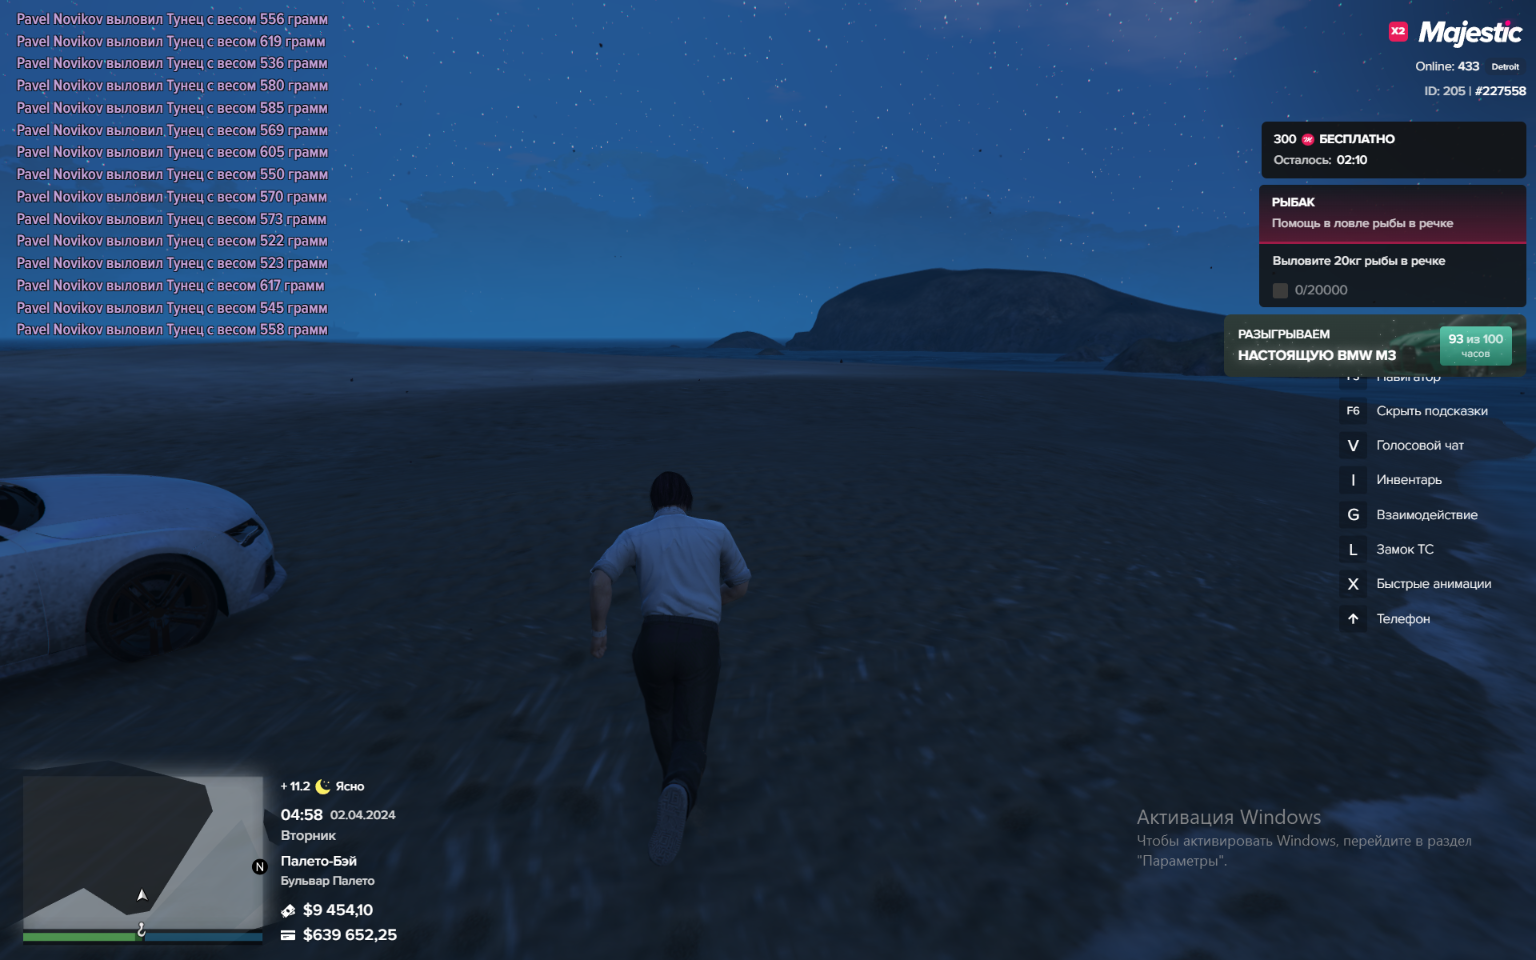 Pavel Novikov выловил Тунец с весом 556 грамм
Pavel Novikov выловил Тунец с весом 619 грамм
Pavel Novikov выловил Тунец с весом 536 грамм
Pavel Novikov выловил Тунец с весом 580 грамм
Pavel Novikov выловил Тунец с весом 585 грамм
Pavel Novikov выловил Тунец с весом 569 грамм
Pavel Novikov выловил Тунец с весом 605 грамм
Pavel Novikov выловил Тунец с весом 550 грамм
Pavel Novikov выловил Тунец с весом 570 грамм
Pavel Novikov выловил Тунец с весом 573 грамм
Pavel Novikov выловил Тунец с весом 522 грамм
Pavel Novikov выловил Тунец с весом 523 грамм
Pavel Novikov выловил Тунец с весом 617 грамм
Pavel Novikov выловил Тунец с весом 545 грамм
Pavel Novikov выловил Тунец с весом 558 грамм
X2 Majestic
Online: 433 Detroit
ID: 205 | #227558
300 БЕСПЛАТНО
Осталось: 02:10
РЫБАК
Помощь в ловле рыбы в речке
Выловите 20кг рыбы в речке
0/20000
РАЗЫГРЫВАЕМ
НАСТОЯЩУЮ BMW M3
93 из 100
часов
Навигатор
F6 Скрыть подсказки
V Голосовой чат
I Инвентарь
G Взаимодействие
L Замок ТС
X Быстрые анимации
Телефон
+ 11.2 Ясно
04:58 02.04.2024
Вторник
N Палето-Бэй
Бульвар Палето
$9 454,10
$639 652,25
Активация Windows
Чтобы активировать Windows, перейдите в раздел
"Параметры".